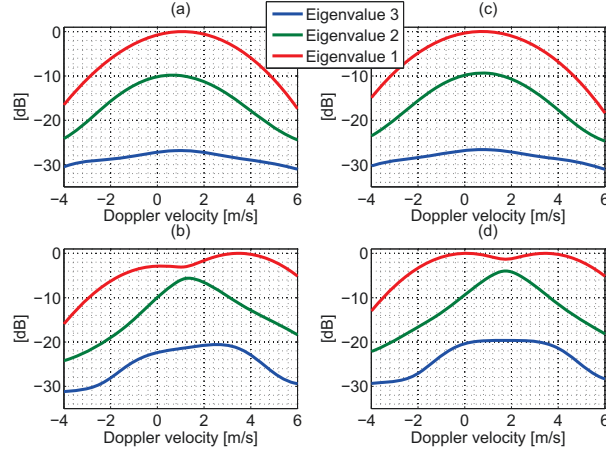 (a)
(c)
Eigenvalue 3
Eigenvalue 2
Eigenvalue 1
0
−10
−20
−30
[dB]
−4 −2 0 2 4 6
Doppler velocity [m/s]
0
−10
−20
−30
[dB]
−4 −2 0 2 4 6
Doppler velocity [m/s]
(b)
(d)
0
−10
−20
−30
[dB]
−4 −2 0 2 4 6
Doppler velocity [m/s]
0
−10
−20
−30
[dB]
−4 −2 0 2 4 6
Doppler velocity [m/s]